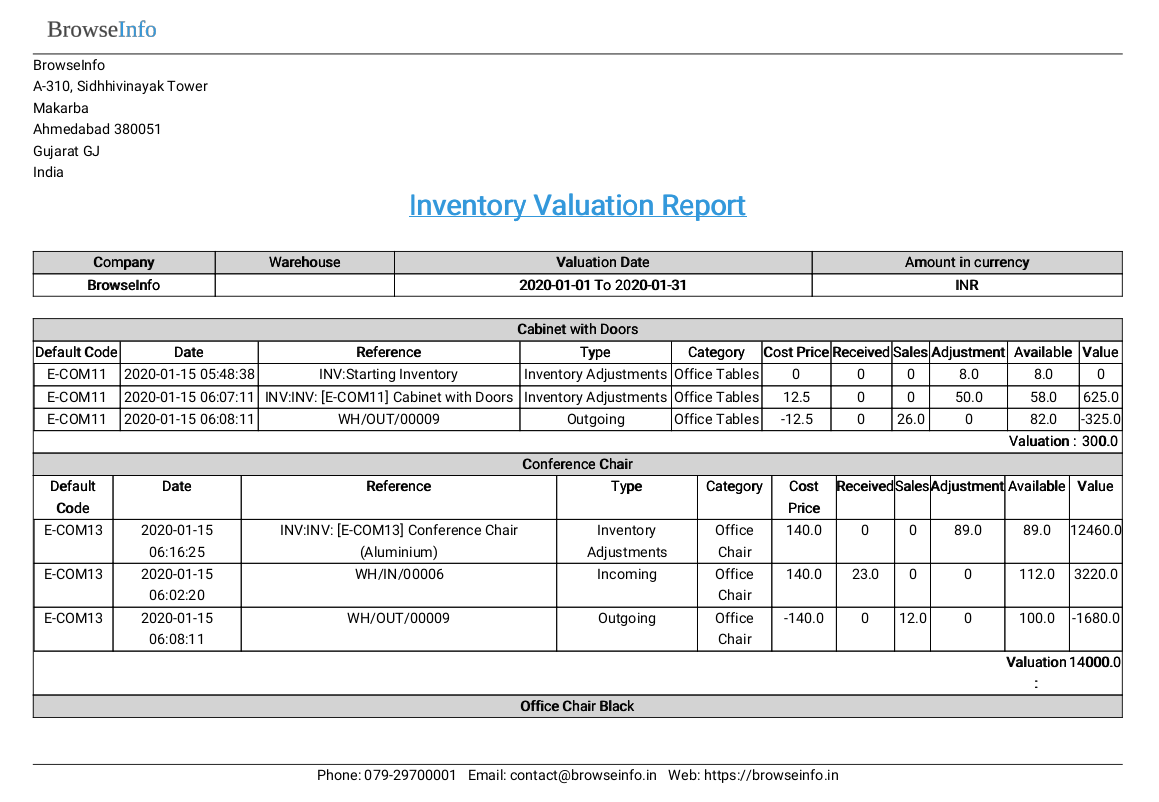 BrowseInfo
BrowseInfo
A-310, Sidhhivinayak Tower
Makarba
Ahmedabad 380051
Gujarat GJ
India
Inventory Valuation Report
Company Warehouse Valuation Date Amount in currency
BrowseInfo 2020-01-01 To 2020-01-31 INR
Cabinet with Doors
Default Code Date Reference Type Category Cost Price Received Sales Adjustment Available Value
E-COM11 2020-01-15 05:48:38 INV:Starting Inventory Inventory Adjustments Office Tables 0 0 0 8.0 8.0 0
E-COM11 2020-01-15 06:07:11 INV:INV: [E-COM11] Cabinet with Doors Inventory Adjustments Office Tables 12.5 0 0 50.0 58.0 625.0
E-COM11 2020-01-15 06:08:11 WH/OUT/00009 Outgoing Office Tables -12.5 0 26.0 0 82.0 -325.0
Valuation : 300.0
Conference Chair
Default Date Reference Type Category Cost Received Sales Adjustment Available Value
Code Price
E-COM13 2020-01-15 INV:INV: [E-COM13] Conference Chair Inventory Office 140.0 0 0 89.0 89.0 12460.0
06:16:25 (Aluminium) Adjustments Chair
E-COM13 2020-01-15 WH/IN/00006 Incoming Office 140.0 23.0 0 0 112.0 3220.0
06:02:20 Chair
E-COM13 2020-01-15 WH/OUT/00009 Outgoing Office -140.0 0 12.0 0 100.0 -1680.0
06:08:11 Chair
Valuation 14000.0
:
Office Chair Black
Phone: 079-29700001 Email: contact@browseinfo.in Web: https://browseinfo.in